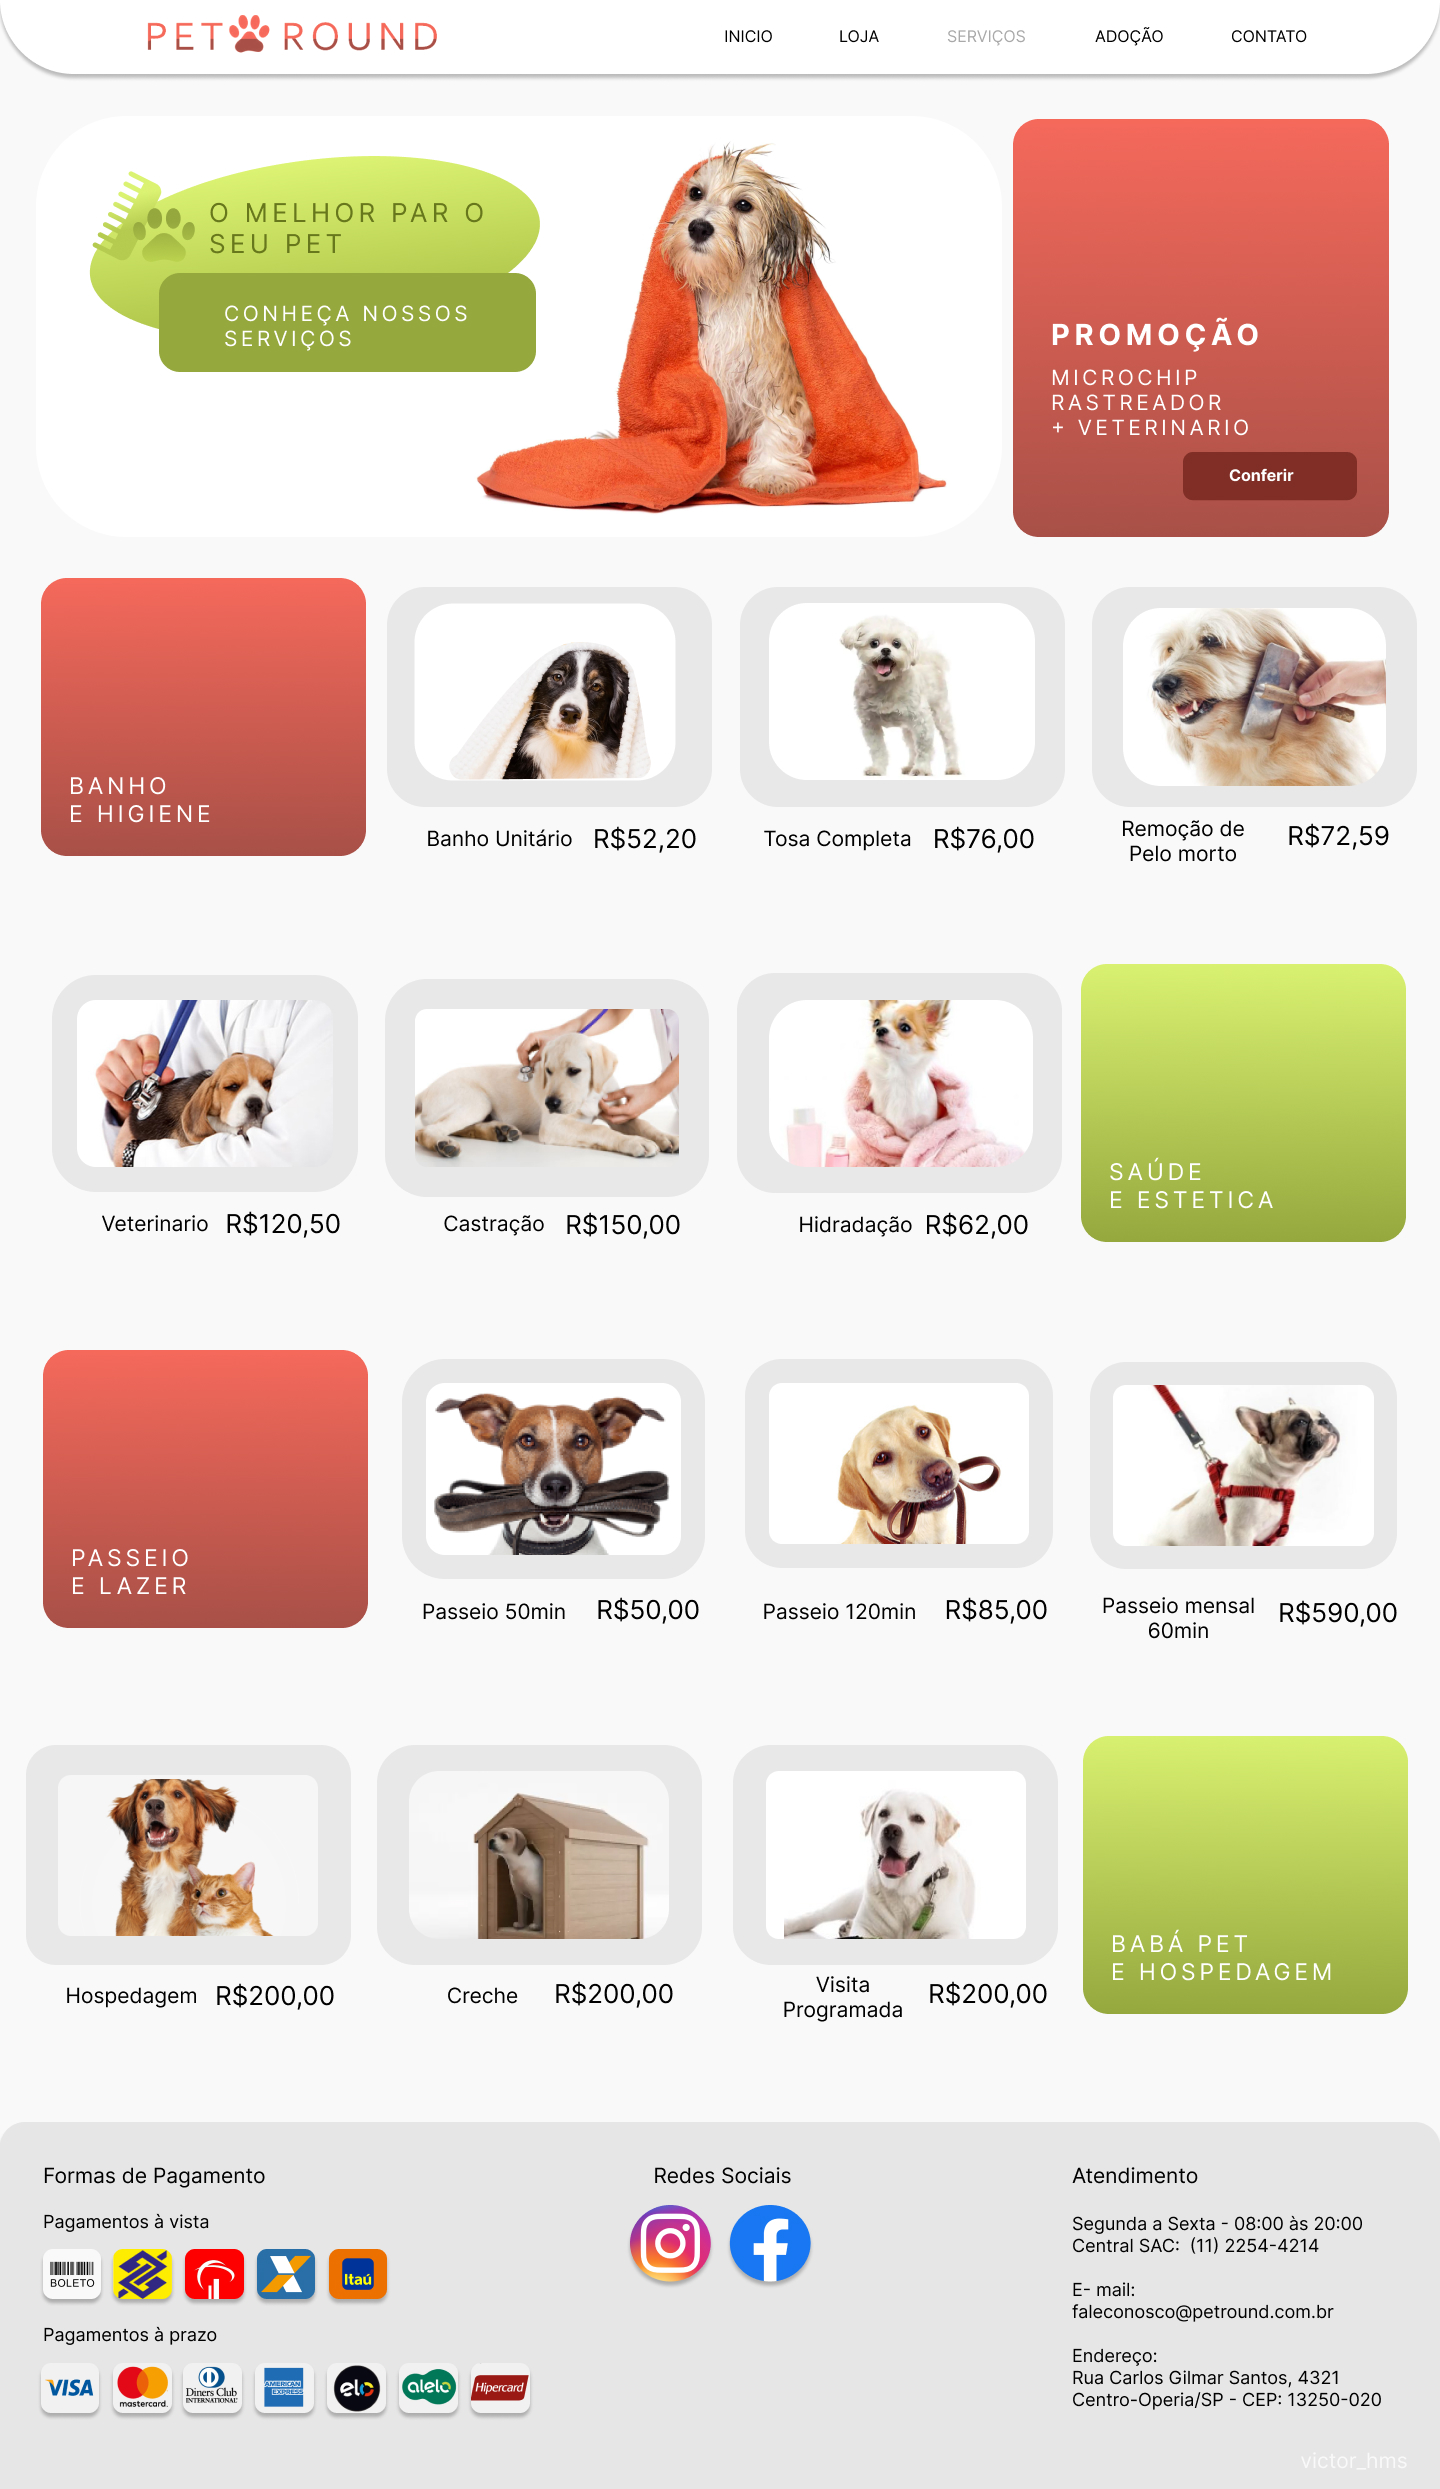 PET ROUND
INICIO
LOJA
SERVIÇOS
ADOÇÃO
CONTATO
O MELHOR PAR O
SEU PET
CONHEÇA NOSSOS
SERVIÇOS
PROMOÇÃO
MICROCHIP
RASTREADOR
+ VETERINARIO
Conferir
BANHO
E HIGIENE
Banho Unitário
R$52,20
Tosa Completa
R$76,00
Remoção de
Pelo morto
R$72,59
Veterinario
R$120,50
Castração
R$150,00
Hidradação
R$62,00
SAÚDE
E ESTETICA
PASSEIO
E LAZER
Passeio 50min
R$50,00
Passeio 120min
R$85,00
Passeio mensal
60min
R$590,00
Hospedagem
R$200,00
Creche
R$200,00
Visita
Programada
R$200,00
BABÁ PET
E HOSPEDAGEM
Formas de Pagamento
Pagamentos à vista
BOLETO
Itaú
Pagamentos à prazo
VISA
mastercard.
Diners Club
INTERNATIONAL
AMERICAN
EXPRESS
elo
alelo
Hipercard
Redes Sociais
Atendimento
Segunda a Sexta - 08:00 às 20:00
Central SAC: (11) 2254-4214
E- mail:
faleconosco@petround.com.br
Endereço:
Rua Carlos Gilmar Santos, 4321
Centro-Operia/SP - CEP: 13250-020
victor_hms